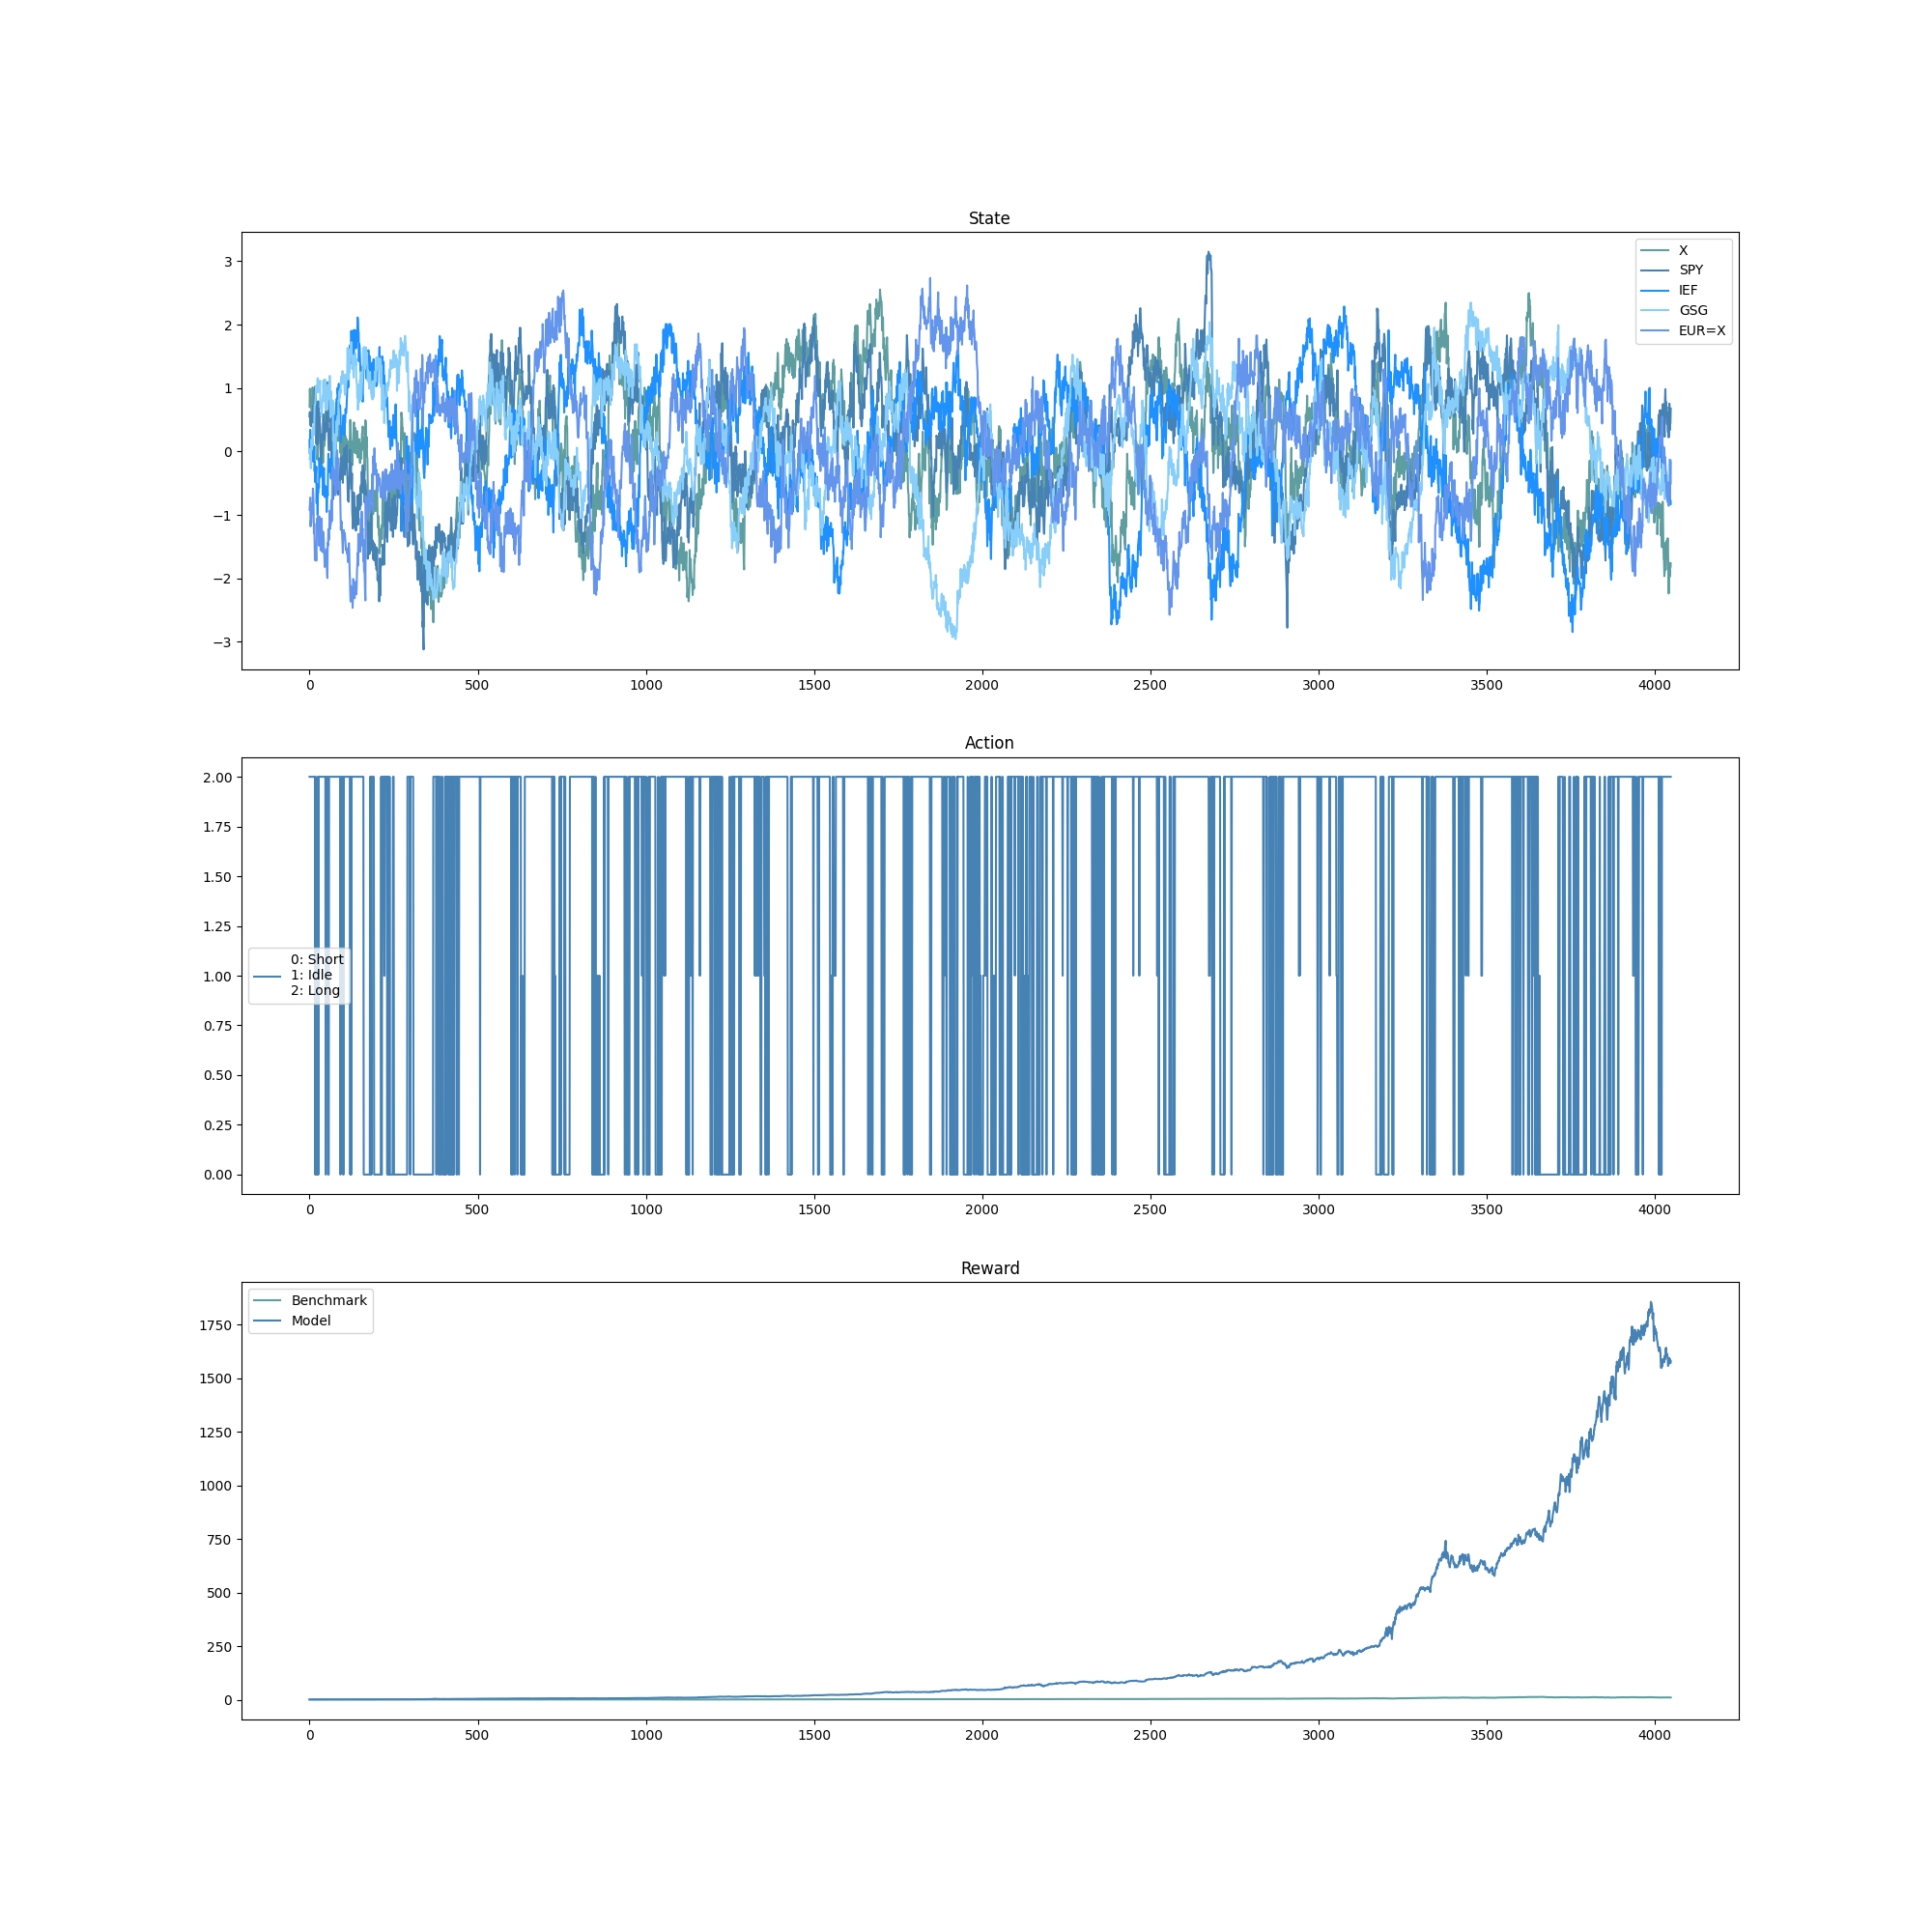 State
3
2
1
0
−1
−2
−3
X
SPY
IEF
GSG
EUR=X
0 500 1000 1500 2000 2500 3000 3500 4000
Action
2.00
1.75
1.50
1.25
1.00
0.75
0.50
0.25
0.00
0: Short
1: Idle
2: Long
0 500 1000 1500 2000 2500 3000 3500 4000
Reward
Benchmark
Model
1750
1500
1250
1000
750
500
250
0
0 500 1000 1500 2000 2500 3000 3500 4000